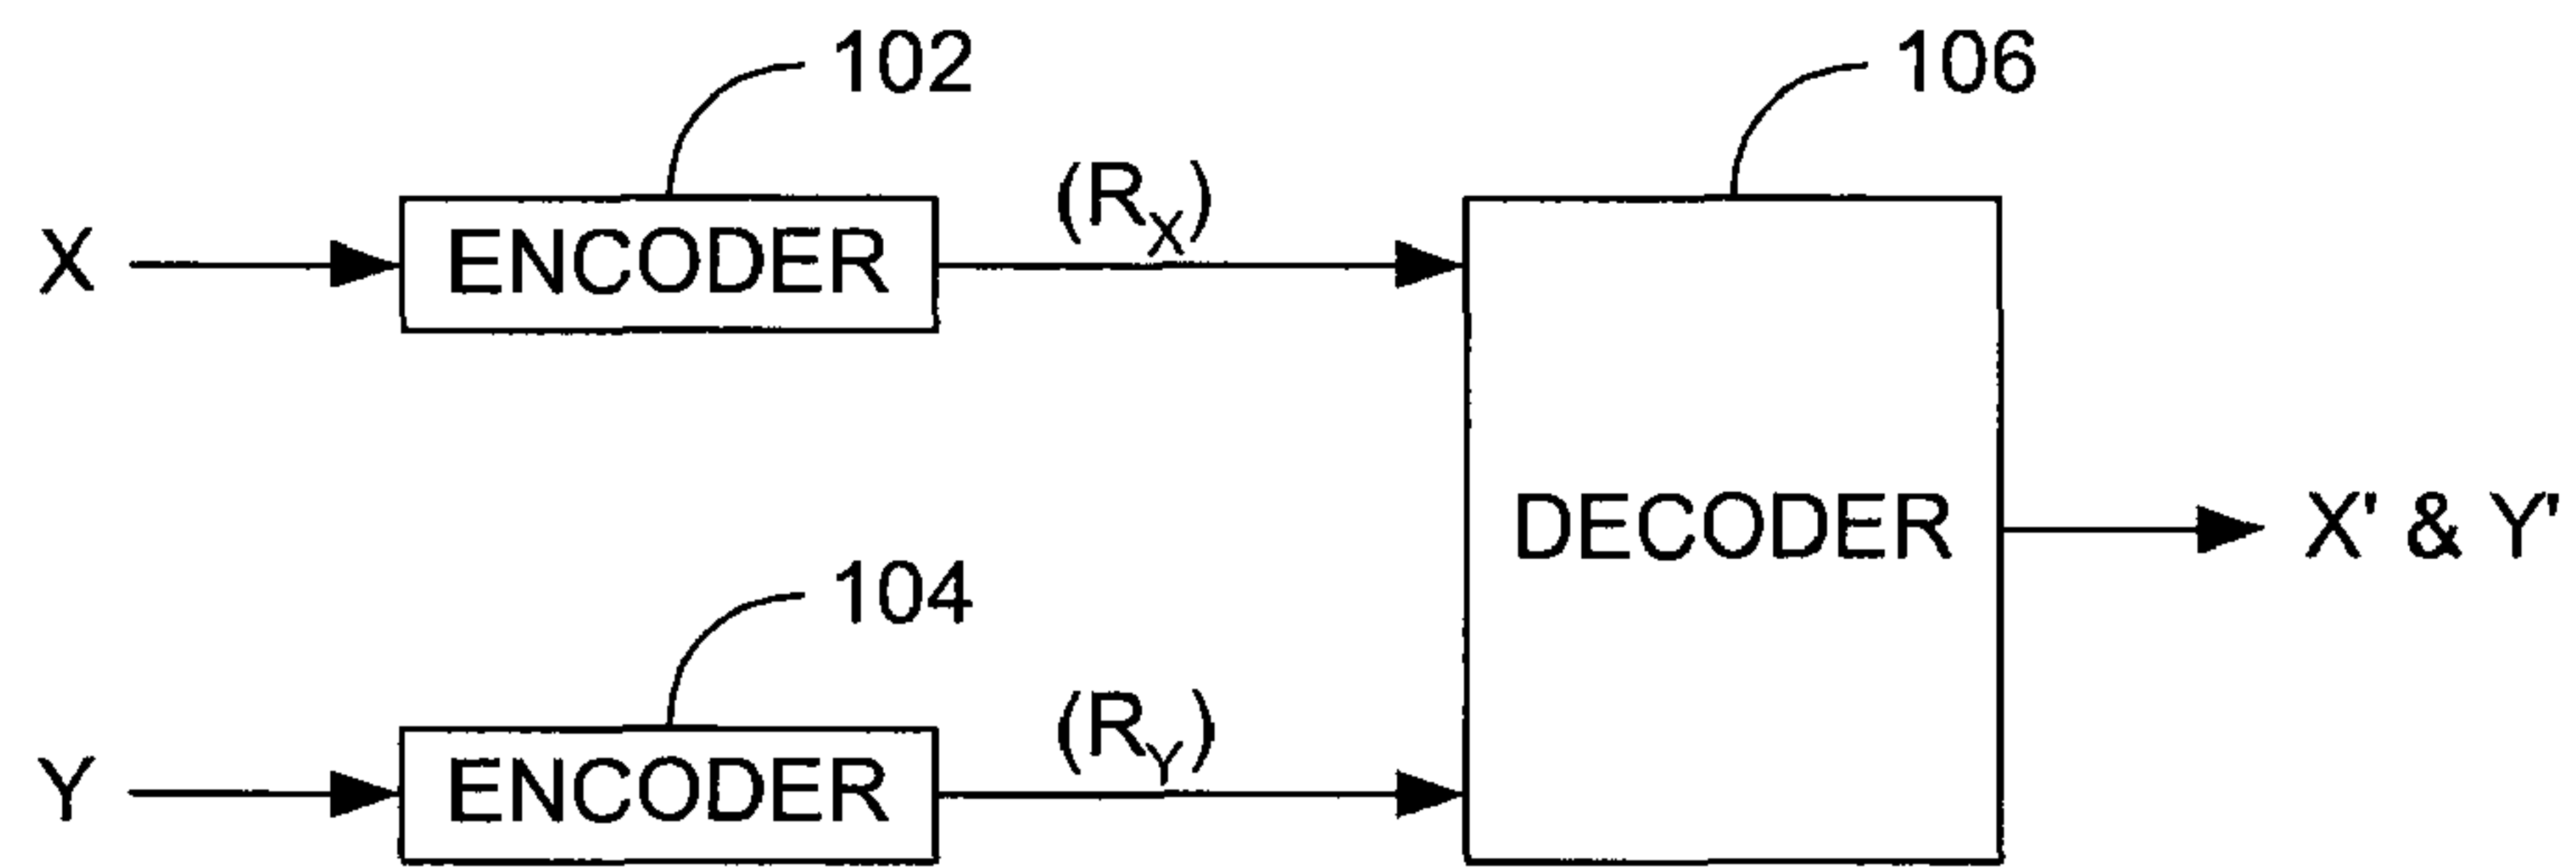 102
106
(R_X)
X
ENCODER
DECODER
X' & Y'
104
(R_Y)
Y
ENCODER